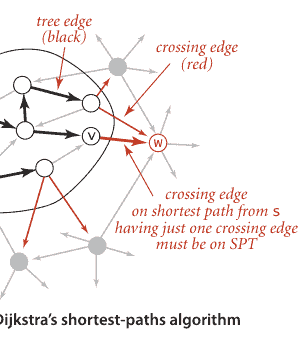 tree edge
(black)
crossing edge
(red)
v
w
crossing edge
on shortest path from s
having just one crossing edge
must be on SPT
Dijkstra's shortest-paths algorithm